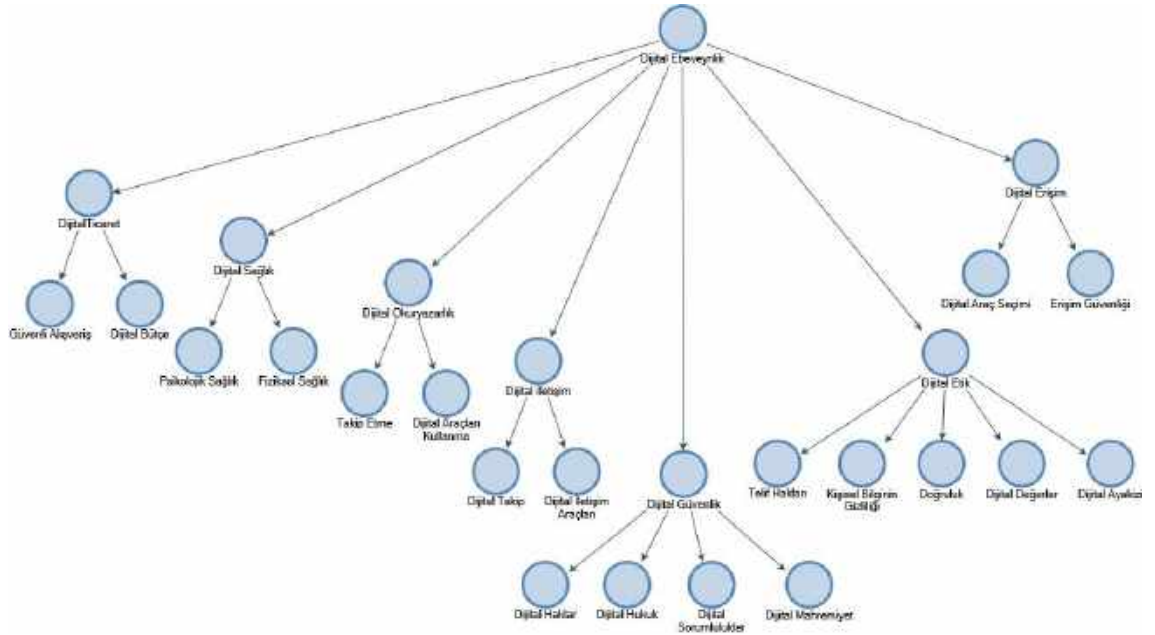 Dijital Ebeveynlik
Dijital Erişim
DijitalTicaret
Dijital Sağlık
Dijital Araç Seçimi
Erişim Güvenliği
Dijital Okuryazarlık
Güvenli Alışveriş
Dijital Bütçe
Psikolojik Sağlık
Fiziksel Sağlık
Dijital Etik
Dijital İletişim
Takip Etme
Dijital Araçları
Kullanma
Dijital Takip
Dijital İletişim
Araçları
Dijital Güvenlik
Telif Hakları
Kişisel Bilginin
Gizliliği
Doğruluk
Dijital Değerler
Dijital Ayakizi
Dijital Haklar
Dijital Hukuk
Dijital
Sorumluluklar
Dijital Mahremiyet